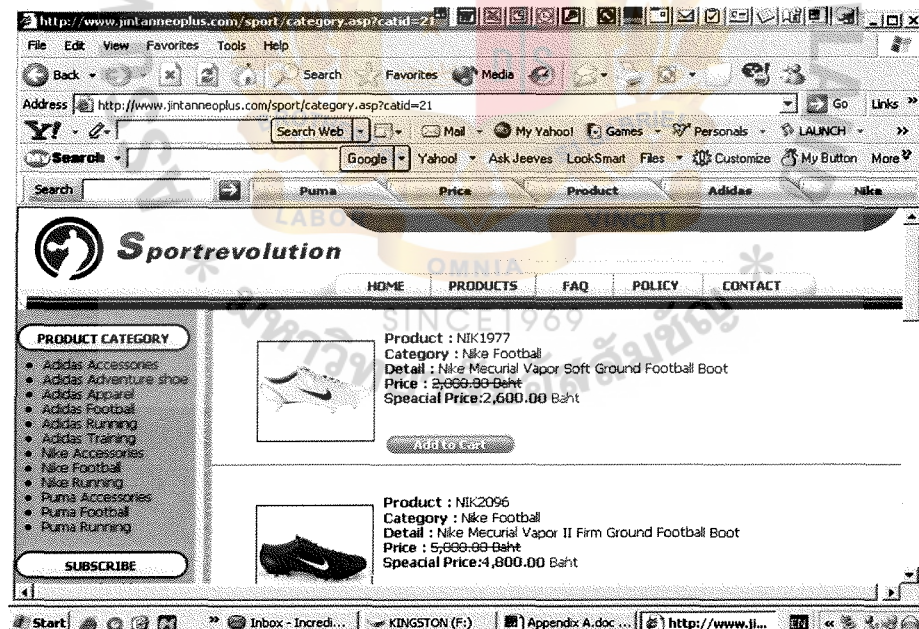 http://www.jintanneoplus.com/sport/category.asp?catid=21
File Edit View Favorites Tools Help
Back Search Favorites Media
Address http://www.jintanneoplus.com/sport/category.asp?catid=21 Go Links »
Y! Search Web Mail My Yahoo! Games Personals LAUNCH »
Search Google Yahoo! Ask Jeeves LookSmart Files Customize My Button More »
Search Puma Price Product Adidas Nike
LABOR VINCIT
Sportrevolution
OMNIA
HOME PRODUCTS FAQ POLICY CONTACT
SINCE 1969
PRODUCT CATEGORY
Adidas Accessories
Adidas Adventure shoe
Adidas Apparel
Adidas Football
Adidas Running
Adidas Training
Nike Accessories
Nike Football
Nike Running
Puma Accessories
Puma Football
Puma Running
SUBSCRIBE
Product : NIK1977
Category : Nike Football
Detail : Nike Mecurial Vapor Soft Ground Football Boot
Price : 2,000.00 Baht
Speacial Price:2,600.00 Baht
Add to Cart
Product : NIK2096
Category : Nike Football
Detail : Nike Mecurial Vapor II Firm Ground Football Boot
Price : 5,000.00 Baht
Speacial Price:4,800.00 Baht
Start » Inbox - Incredi... KINGSTON (F:) Appendix A.doc ... http://www.ji... «